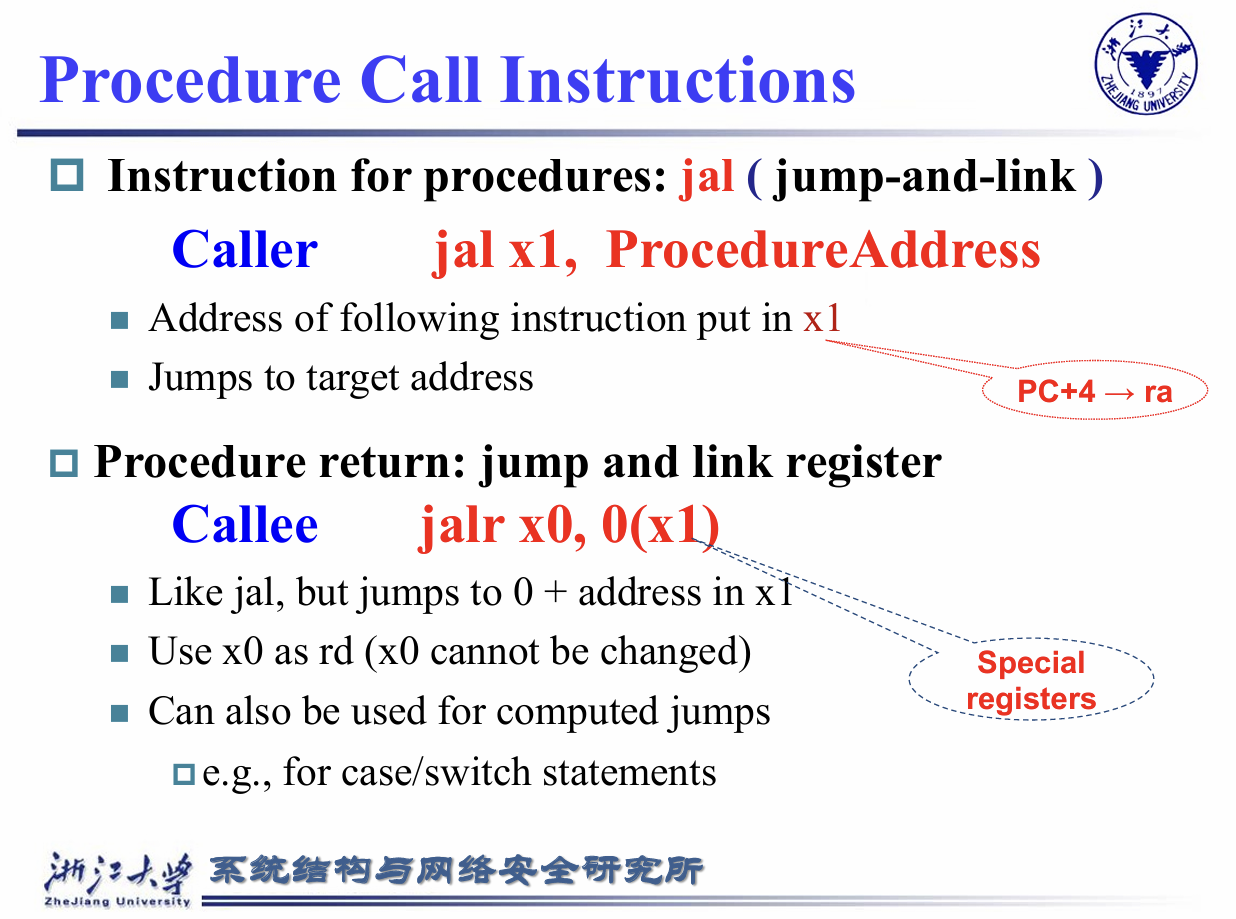 Procedure Call Instructions
浙江大学
ZHEJIANG UNIVERSITY
1897
Instruction for procedures: jal ( jump-and-link )
Caller jal x1, ProcedureAddress
Address of following instruction put in x1
Jumps to target address
PC+4 → ra
Procedure return: jump and link register
Callee jalr x0, 0(x1)
Like jal, but jumps to 0 + address in x1
Use x0 as rd (x0 cannot be changed)
Special
registers
Can also be used for computed jumps
e.g., for case/switch statements
浙江大学 系统结构与网络安全研究所
ZheJiang University